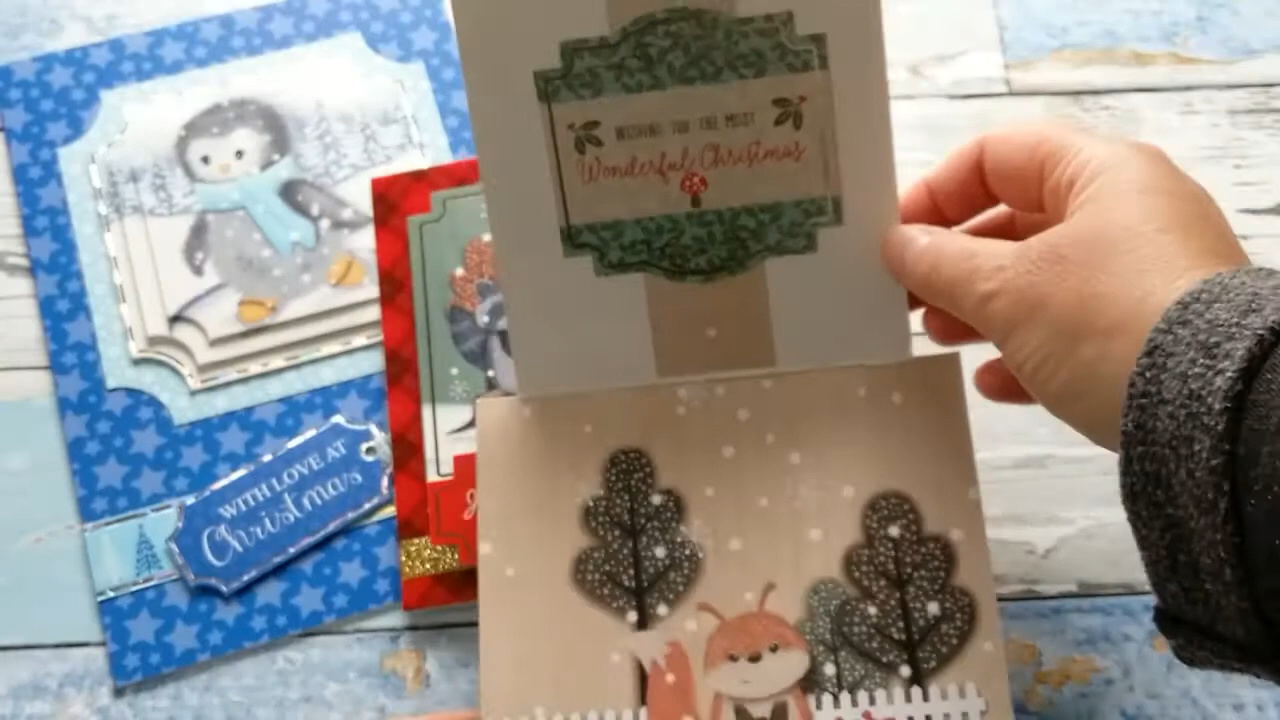 WISHING YOU THE MOST
Wonderful Christmas
WITH LOVE AT
Christmas